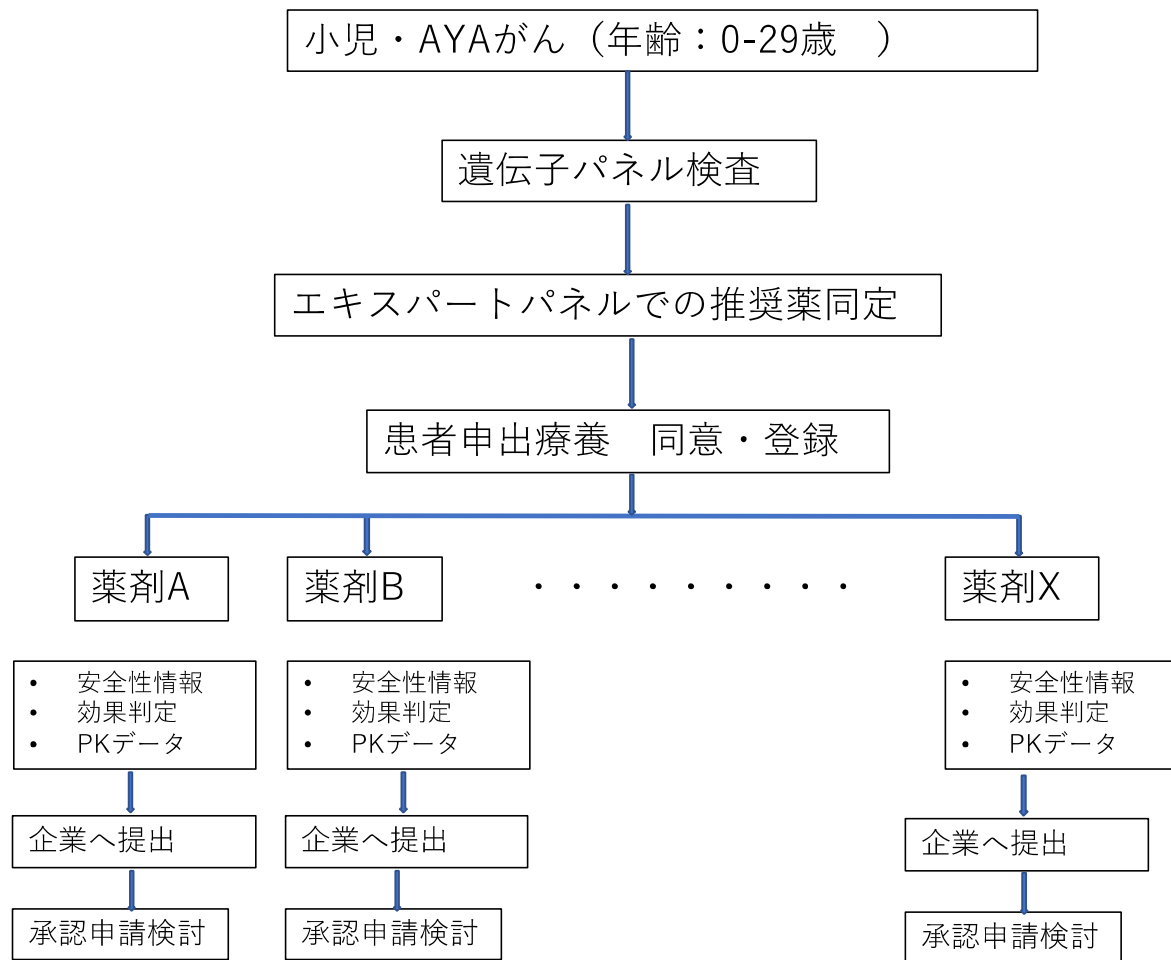 小児・AYAがん（年齢：0-29歳　）
遺伝子パネル検査
エキスパートパネルでの推奨薬同定
患者申出療養　同意・登録
薬剤A
薬剤B
・・・・・・・・・
薬剤X
• 安全性情報
• 効果判定
• PKデータ
• 安全性情報
• 効果判定
• PKデータ
• 安全性情報
• 効果判定
• PKデータ
企業へ提出
企業へ提出
企業へ提出
承認申請検討
承認申請検討
承認申請検討